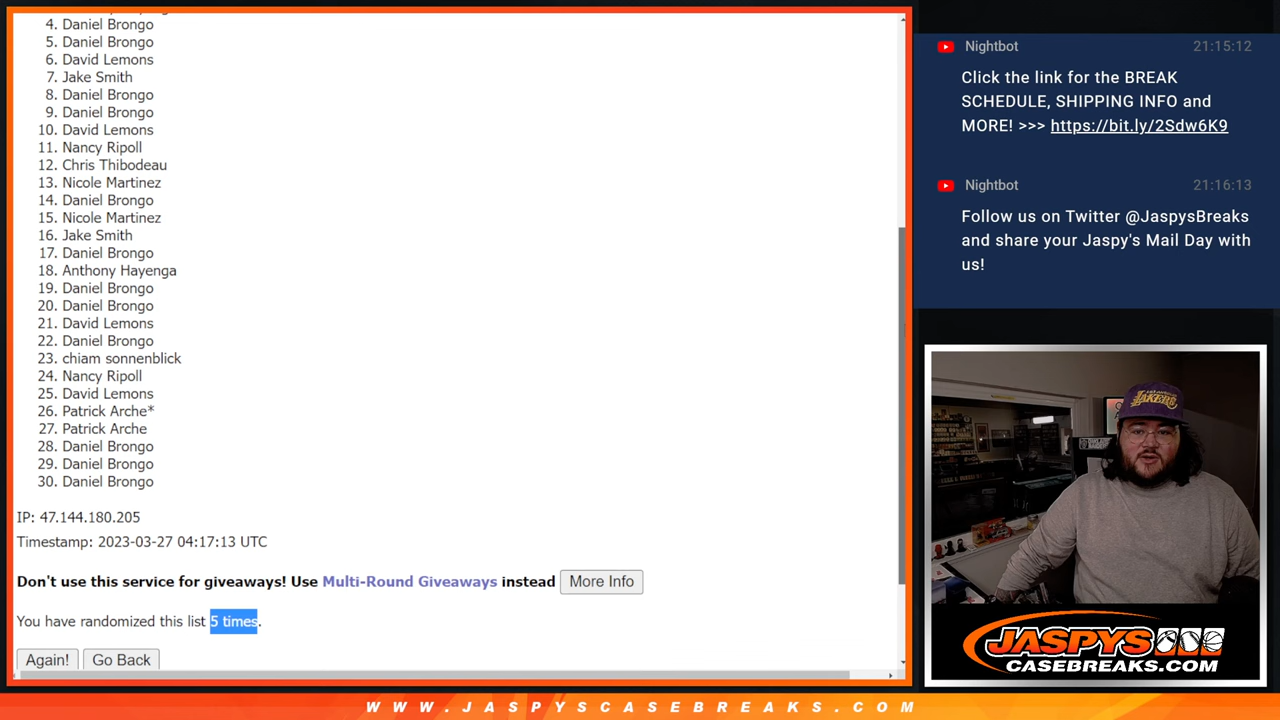 4. Daniel Brongo
5. Daniel Brongo
6. David Lemons
7. Jake Smith
8. Daniel Brongo
9. Daniel Brongo
10. David Lemons
11. Nancy Ripoll
12. Chris Thibodeau
13. Nicole Martinez
14. Daniel Brongo
15. Nicole Martinez
16. Jake Smith
17. Daniel Brongo
18. Anthony Hayenga
19. Daniel Brongo
20. Daniel Brongo
21. David Lemons
22. Daniel Brongo
23. chiam sonnenblick
24. Nancy Ripoll
25. David Lemons
26. Patrick Arche*
27. Patrick Arche
28. Daniel Brongo
29. Daniel Brongo
30. Daniel Brongo
IP: 47.144.180.205
Timestamp: 2023-03-27 04:17:13 UTC
Don't use this service for giveaways! Use Multi-Round Giveaways instead More Info
You have randomized this list 5 times.
Again! Go Back
Nightbot 21:15:12
Click the link for the BREAK
SCHEDULE, SHIPPING INFO and
MORE! >>> https://bit.ly/2Sdw6K9
Nightbot 21:16:13
Follow us on Twitter @JaspysBreaks
and share your Jaspy's Mail Day with
us!
LAKERS
JASPYS
CASEBREAKS.COM
WWW.JASPYSCASEBREAKS.COM